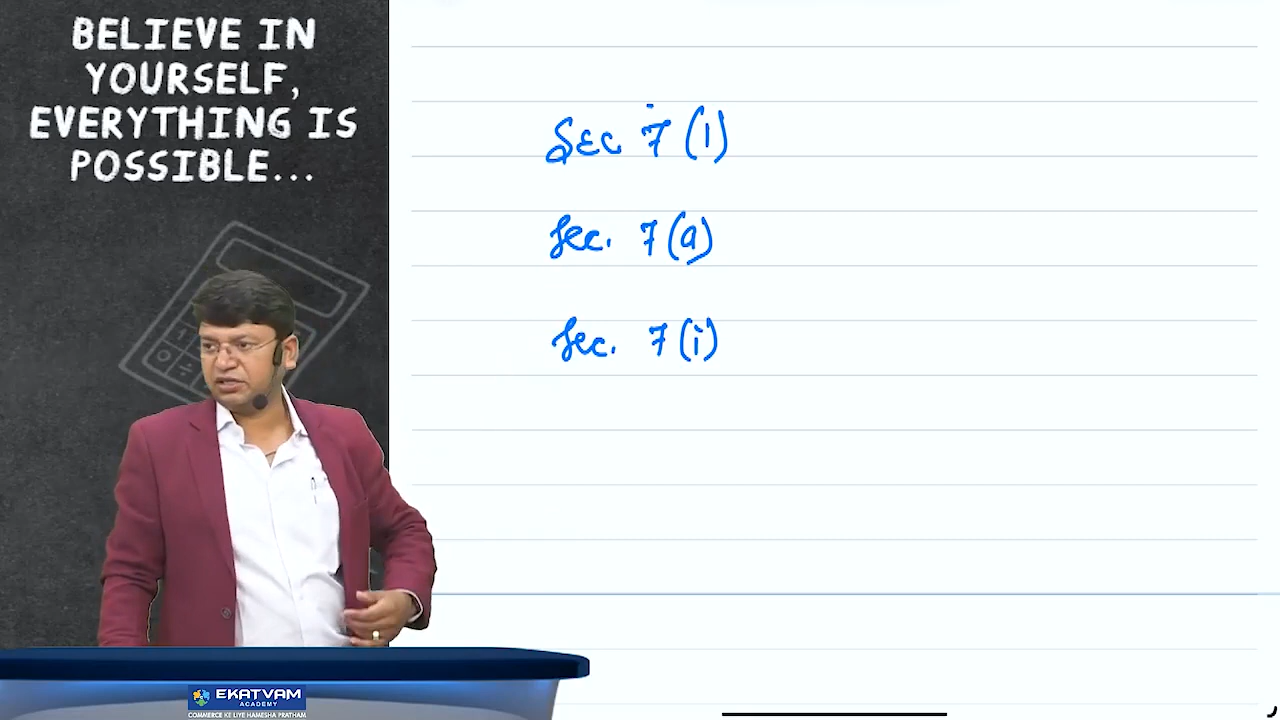 BELIEVE IN
YOURSELF,
EVERYTHING IS
POSSIBLE...
Sec 7 (1)
Sec. 7 (a)
Sec. 7 (i)
EKATVAM
ACADEMY
COMMERCE KE LIYE HAMESHA PRATHAM